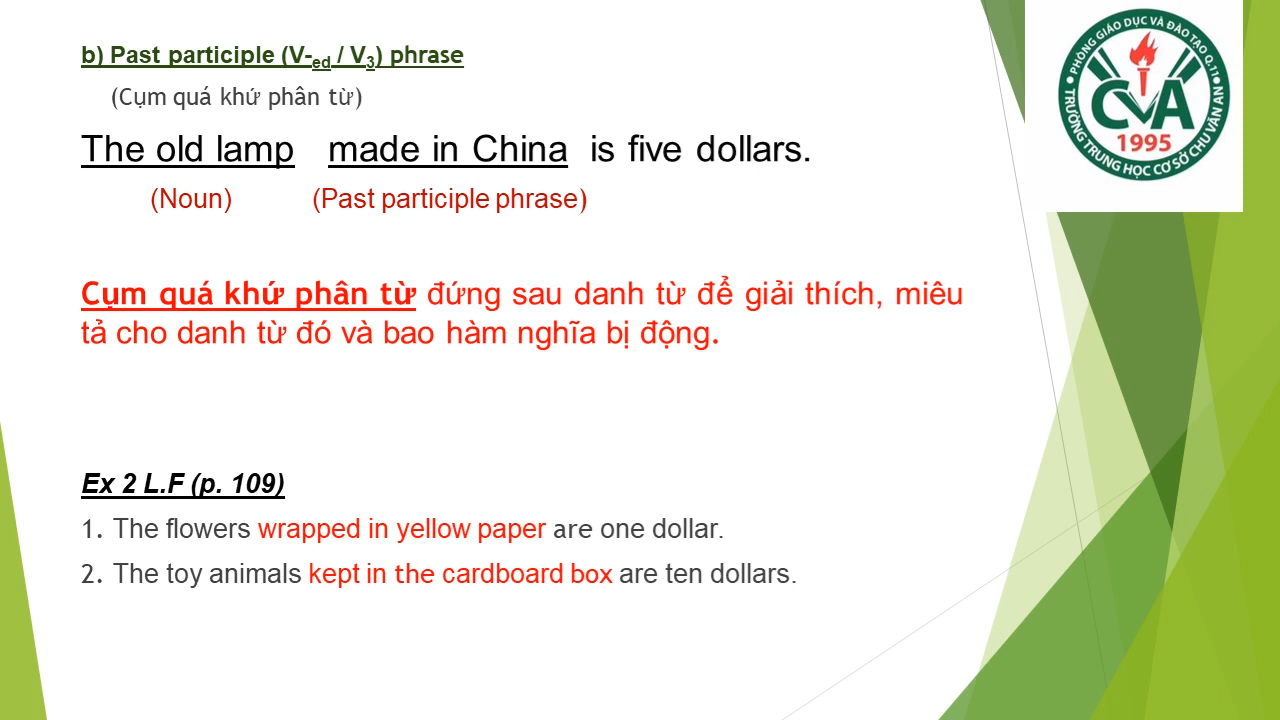 b) Past participle (V-ed / V3) phrase
(Cụm quá khứ phân từ)
The old lamp made in China is five dollars.
(Noun) (Past participle phrase)
Cụm quá khứ phân từ đứng sau danh từ để giải thích, miêu
tả cho danh từ đó và bao hàm nghĩa bị động.
Ex 2 L.F (p. 109)
1. The flowers wrapped in yellow paper are one dollar.
2. The toy animals kept in the cardboard box are ten dollars.
PHÒNG GIÁO DỤC VÀ ĐÀO TẠO Q.11
CVA
1995
TRƯỜNG TRUNG HỌC CƠ SỞ CHU VĂN AN